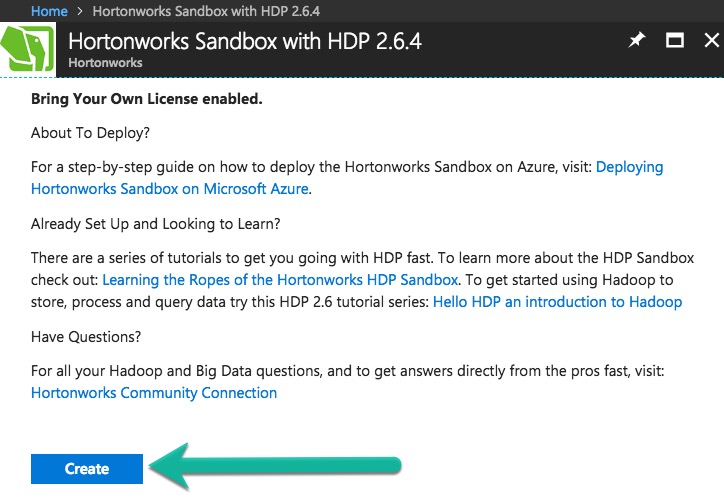 Home > Hortonworks Sandbox with HDP 2.6.4
Hortonworks Sandbox with HDP 2.6.4
Hortonworks
Bring Your Own License enabled.
About To Deploy?
For a step-by-step guide on how to deploy the Hortonworks Sandbox on Azure, visit: Deploying
Hortonworks Sandbox on Microsoft Azure.
Already Set Up and Looking to Learn?
There are a series of tutorials to get you going with HDP fast. To learn more about the HDP Sandbox
check out: Learning the Ropes of the Hortonworks HDP Sandbox. To get started using Hadoop to
store, process and query data try this HDP 2.6 tutorial series: Hello HDP an introduction to Hadoop
Have Questions?
For all your Hadoop and Big Data questions, and to get answers directly from the pros fast, visit:
Hortonworks Community Connection
Create